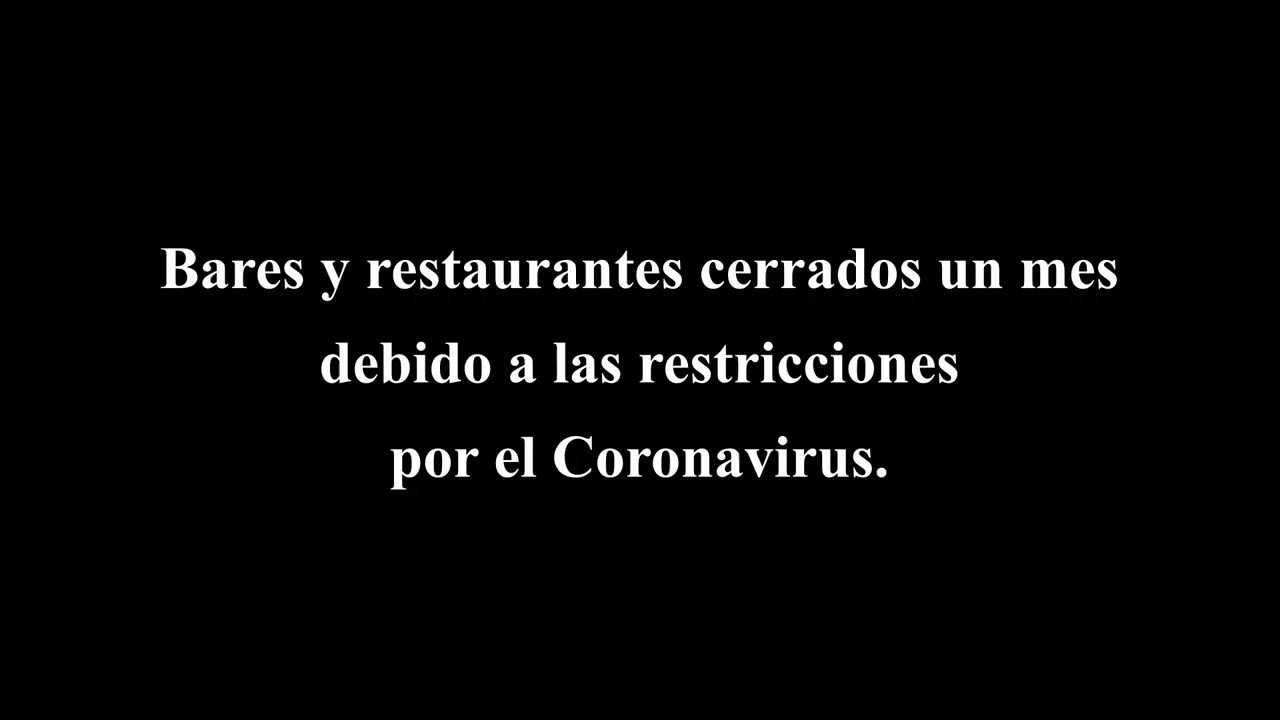 Bares y restaurantes cerrados un mes
debido a las restricciones
por el Coronavirus.